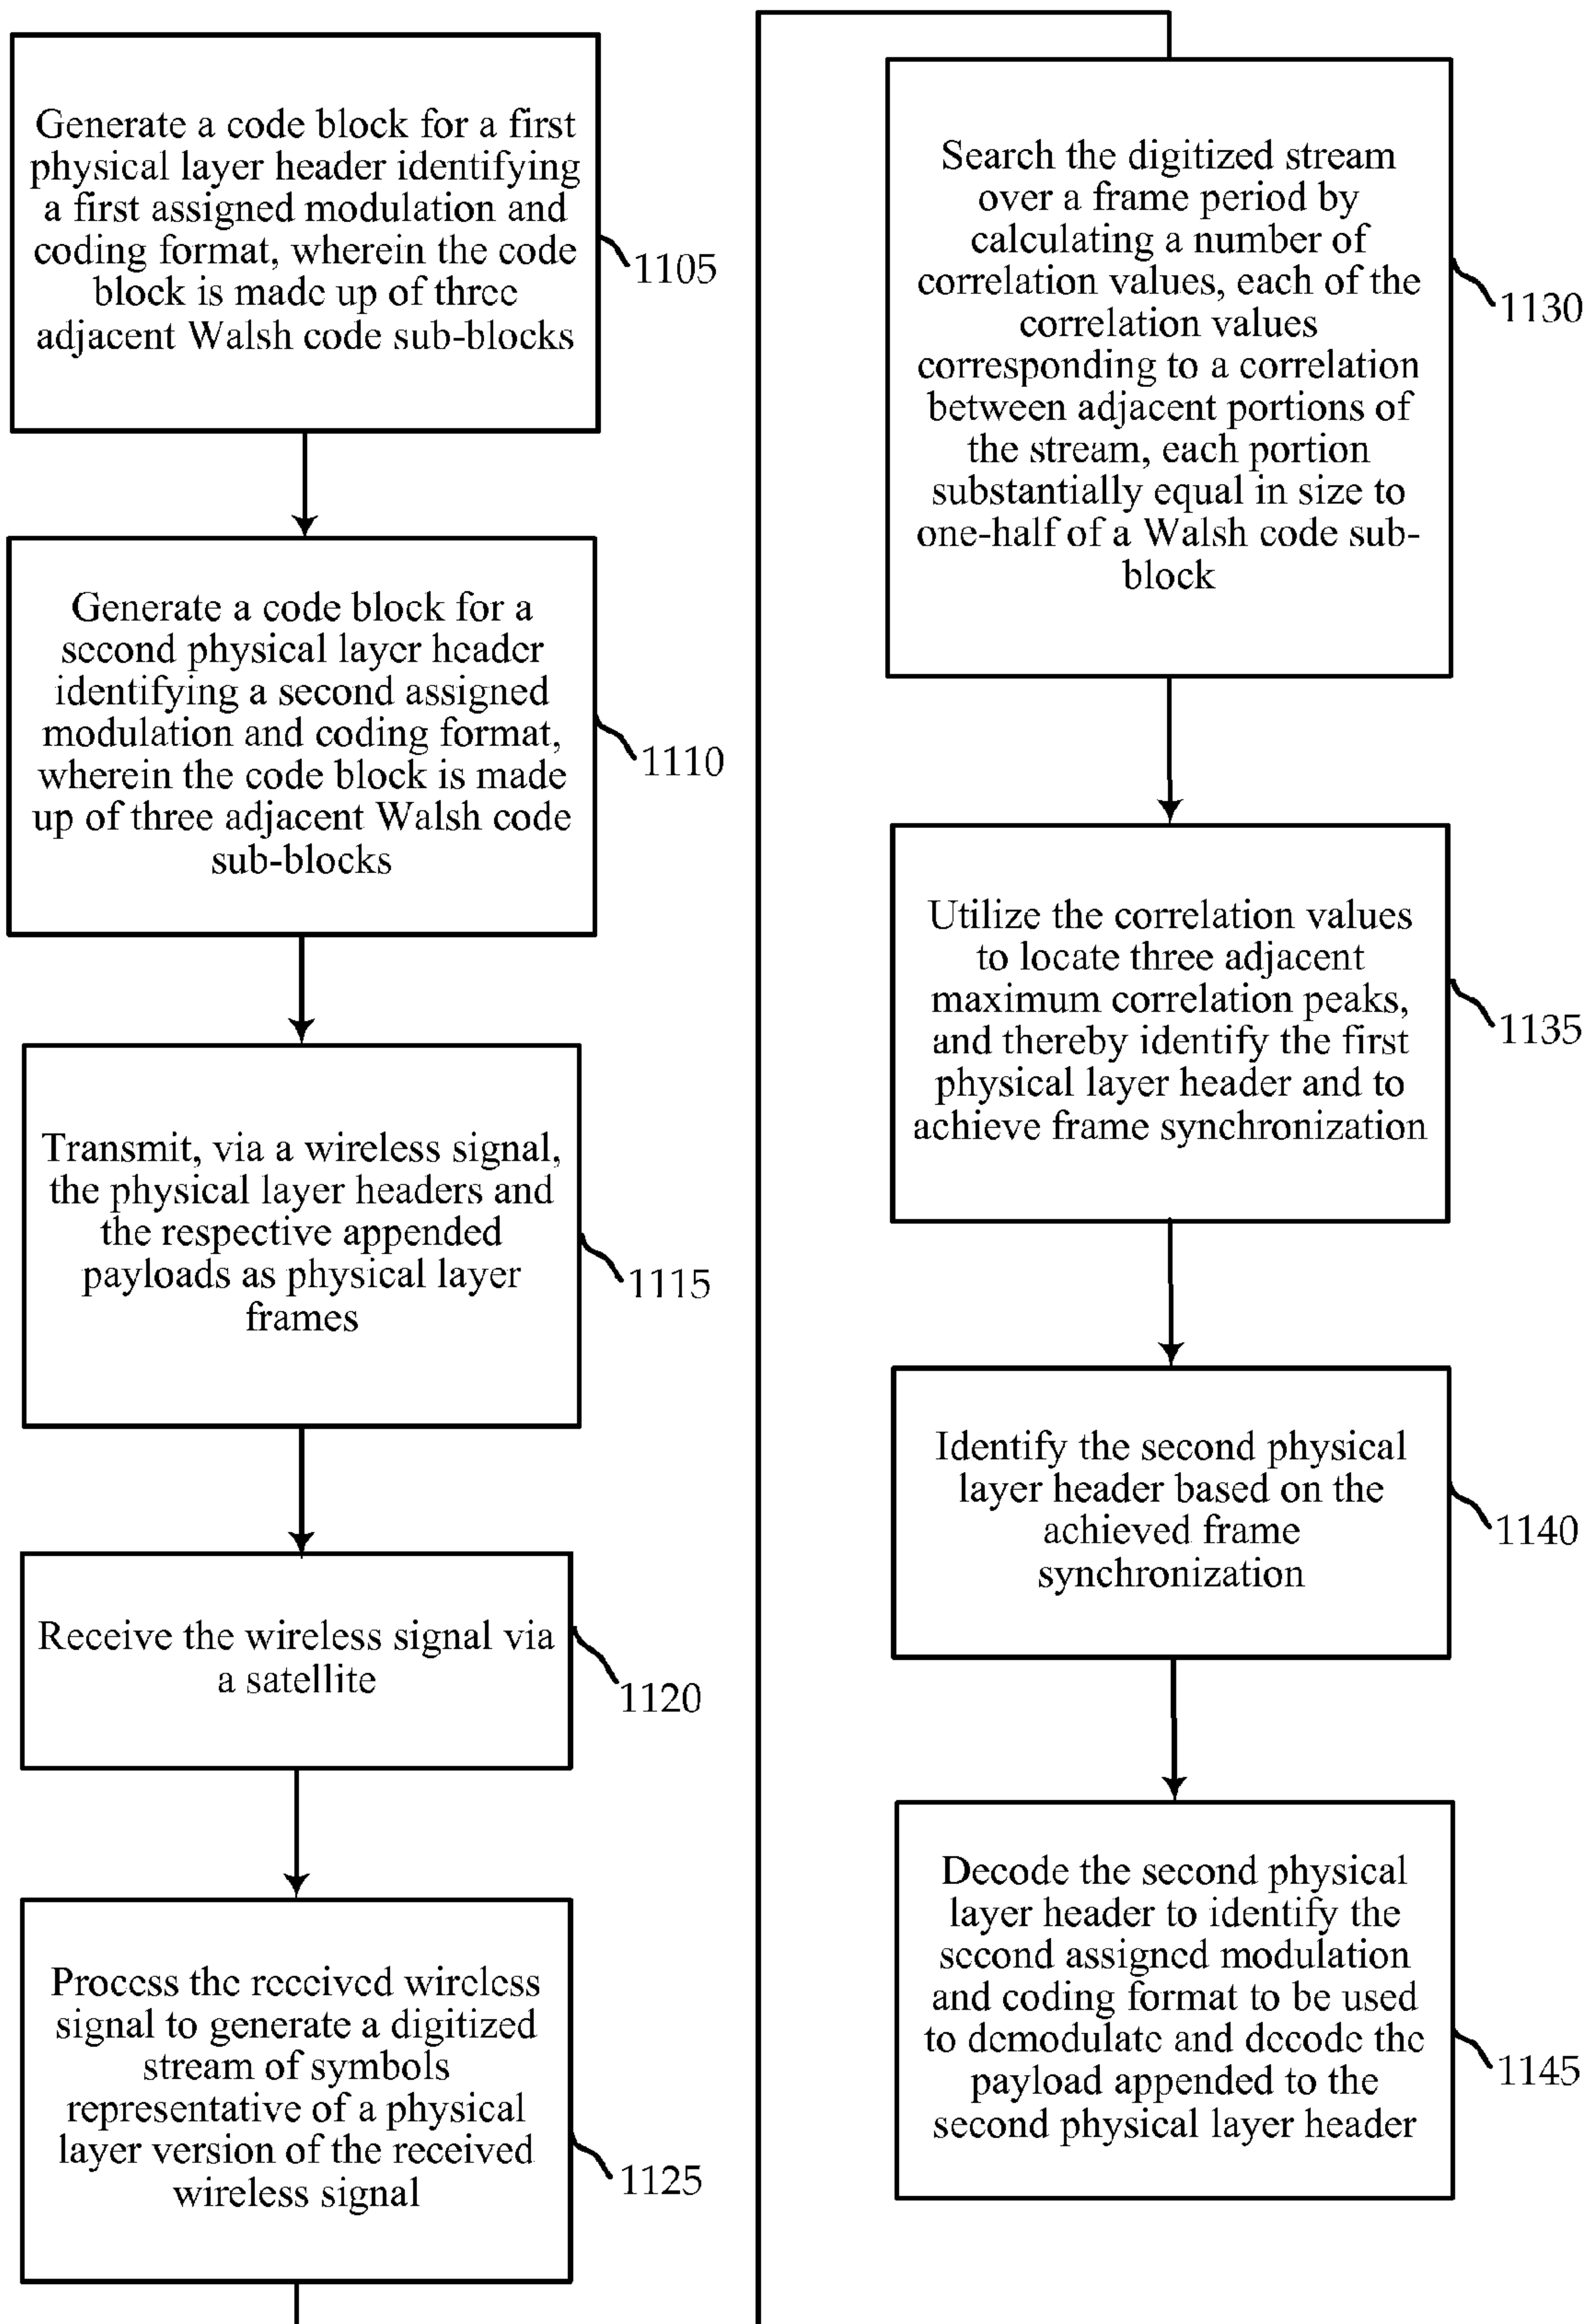 Generate a code block for a first
physical layer header identifying
a first assigned modulation and
coding format, wherein the code
block is made up of three
adjacent Walsh code sub-blocks
1105
Generate a code block for a
second physical layer header
identifying a second assigned
modulation and coding format,
wherein the code block is made
up of three adjacent Walsh code
sub-blocks
1110
Transmit, via a wireless signal,
the physical layer headers and
the respective appended
payloads as physical layer
frames
1115
Receive the wireless signal via
a satellite
1120
Process the received wireless
signal to generate a digitized
stream of symbols
representative of a physical
layer version of the received
wireless signal
1125
Search the digitized stream
over a frame period by
calculating a number of
correlation values, each of the
correlation values
corresponding to a correlation
between adjacent portions of
the stream, each portion
substantially equal in size to
one-half of a Walsh code sub-
block
1130
Utilize the correlation values
to locate three adjacent
maximum correlation peaks,
and thereby identify the first
physical layer header and to
achieve frame synchronization
1135
Identify the second physical
layer header based on the
achieved frame
synchronization
1140
Decode the second physical
layer header to identify the
second assigned modulation
and coding format to be used
to demodulate and decode the
payload appended to the
second physical layer header
1145